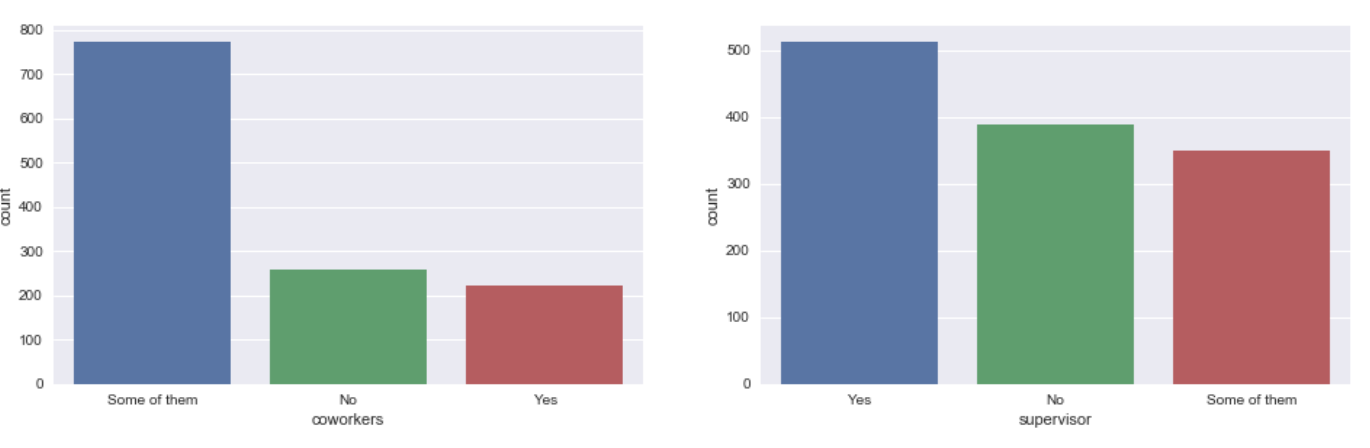 800
700
600
500
400
300
200
100
0
count
Some of them No Yes
coworkers
500
400
300
200
100
0
count
Yes No Some of them
supervisor